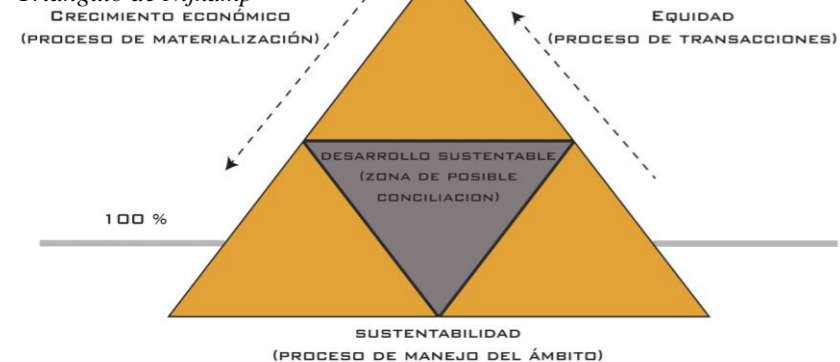 Triángulo de Nijkamp
CRECIMIENTO ECONÓMICO
(PROCESO DE MATERIALIZACIÓN)
EQUIDAD
(PROCESO DE TRANSACCIONES)
DESARROLLO SUSTENTABLE
(ZONA DE POSIBLE
CONCILIACION)
100 %
SUSTENTABILIDAD
(PROCESO DE MANEJO DEL ÁMBITO)